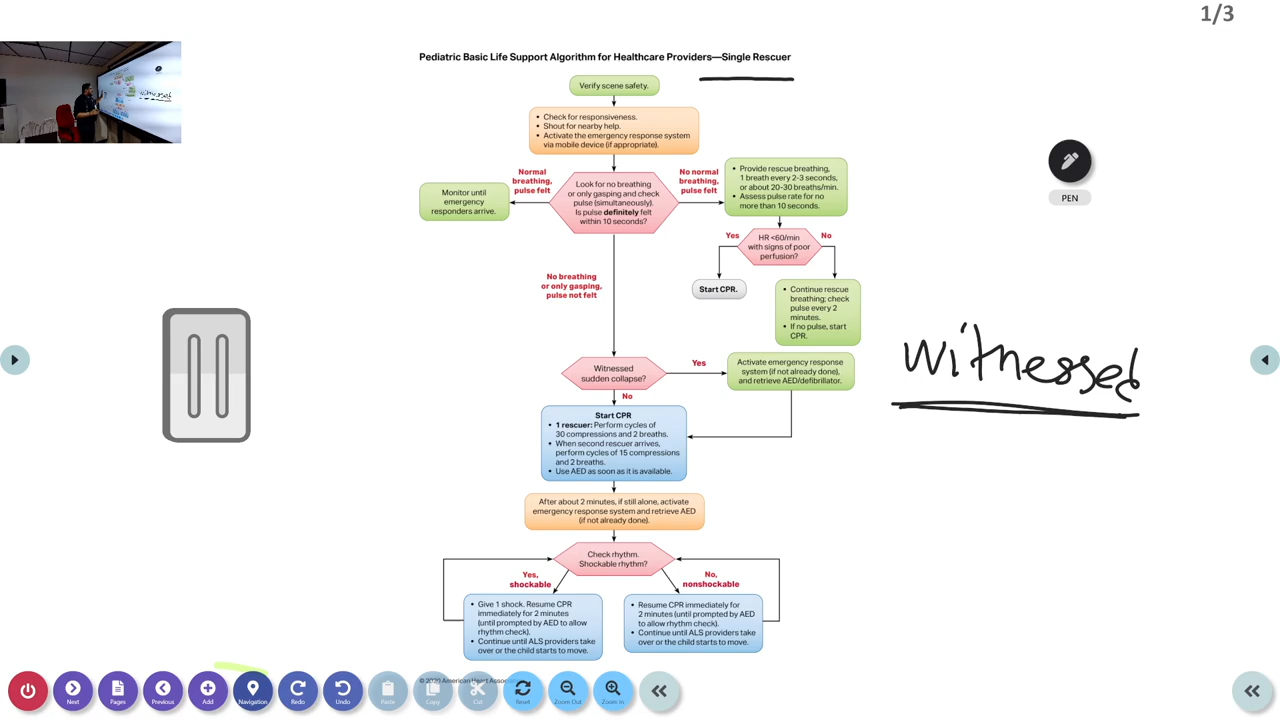 1/3
Pediatric Basic Life Support Algorithm for Healthcare Providers—Single Rescuer
Verify scene safety.
• Check for responsiveness.
• Shout for nearby help.
• Activate the emergency response system
via mobile device (if appropriate).
Normal
breathing,
pulse felt
Look for no breathing
or only gasping and check
pulse (simultaneously).
Is pulse definitely felt
within 10 seconds?
No normal
breathing,
pulse felt
Monitor until
emergency
responders arrive.
• Provide rescue breathing,
1 breath every 2-3 seconds,
or about 20-30 breaths/min.
• Assess pulse rate for no
more than 10 seconds.
PEN
Yes
HR <60/min
with signs of poor
perfusion?
No
Start CPR.
• Continue rescue
breathing; check
pulse every 2
minutes.
• If no pulse, start
CPR.
No breathing
or only gasping,
pulse not felt
Witnessed
sudden collapse?
Yes
Activate emergency response
system (if not already done),
and retrieve AED/defibrillator.
witnessed
No
Start CPR
• 1 rescuer: Perform cycles of
30 compressions and 2 breaths.
• When second rescuer arrives,
perform cycles of 15 compressions
and 2 breaths.
• Use AED as soon as it is available.
After about 2 minutes, if still alone, activate
emergency response system and retrieve AED
(if not already done).
Check rhythm.
Shockable rhythm?
Yes,
shockable
No,
nonshockable
• Give 1 shock. Resume CPR
immediately for 2 minutes
(until prompted by AED to allow
rhythm check).
• Continue until ALS providers take
over or the child starts to move.
• Resume CPR immediately for
2 minutes (until prompted by AED
to allow rhythm check).
• Continue until ALS providers take
over or the child starts to move.
© 2020 American Heart
Next
Pages
Previous
Add
Navigation
Redo
Undo
Paste
Copy
Cut
Reset
Zoom Out
Zoom In